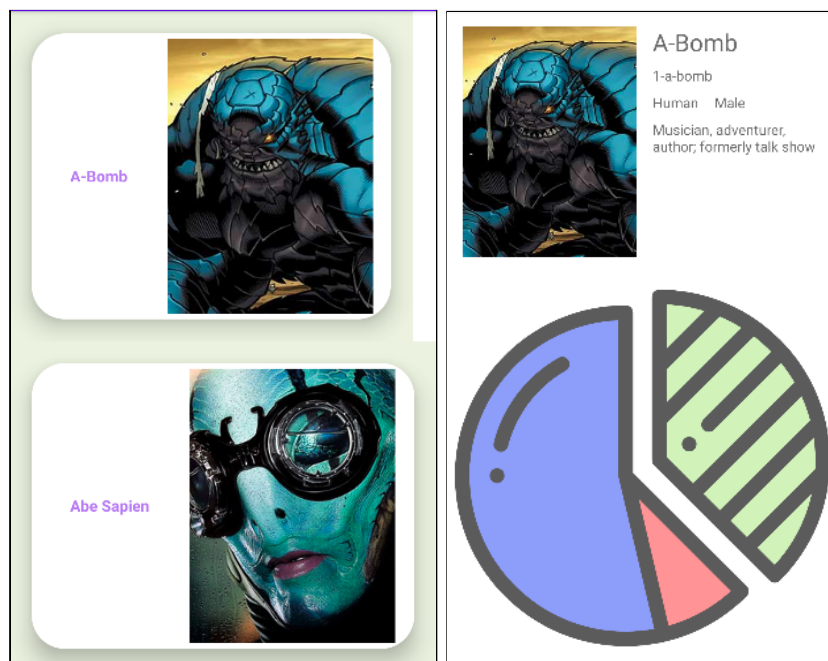 A-Bomb
Abe Sapien
A-Bomb
1-a-bomb
Human Male
Musician, adventurer,
author; formerly talk show